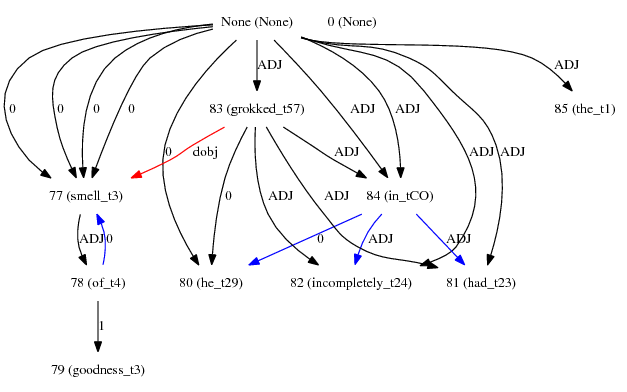 None (None) 0 (None)
ADJ ADJ
83 (grokked_t57) 85 (the_t1)
0 0 0 0 ADJ ADJ
0 dobj ADJ ADJ ADJ
77 (smell_t3) 0 ADJ ADJ 84 (in_tCO)
ADJ 0 0 ADJ ADJ
78 (of_t4) 80 (he_t29) 82 (incompletely_t24) 81 (had_t23)
1
79 (goodness_t3)